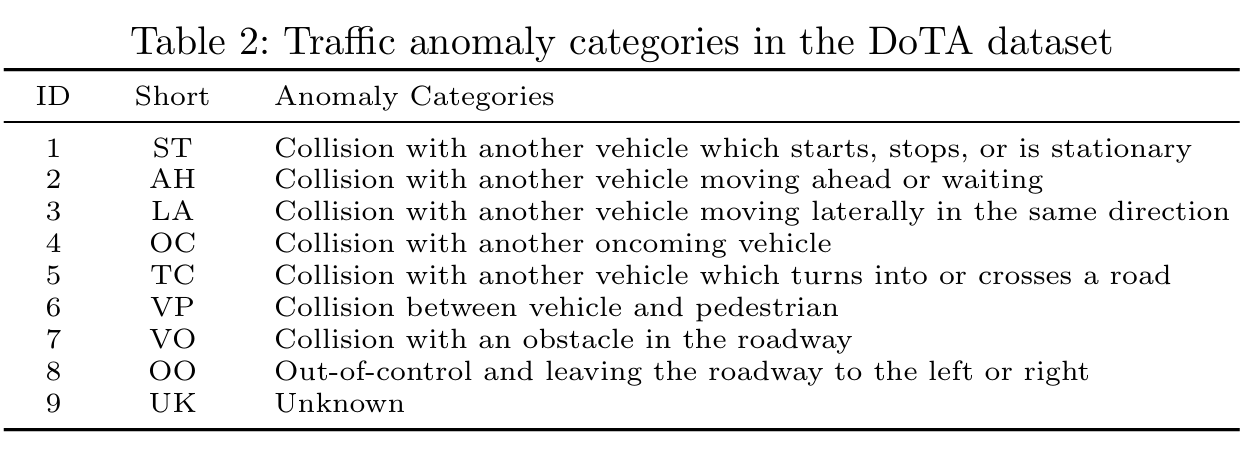 Table 2: Traffic anomaly categories in the DoTA dataset
ID Short Anomaly Categories
1 ST Collision with another vehicle which starts, stops, or is stationary
2 AH Collision with another vehicle moving ahead or waiting
3 LA Collision with another vehicle moving laterally in the same direction
4 OC Collision with another oncoming vehicle
5 TC Collision with another vehicle which turns into or crosses a road
6 VP Collision between vehicle and pedestrian
7 VO Collision with an obstacle in the roadway
8 OO Out-of-control and leaving the roadway to the left or right
9 UK Unknown